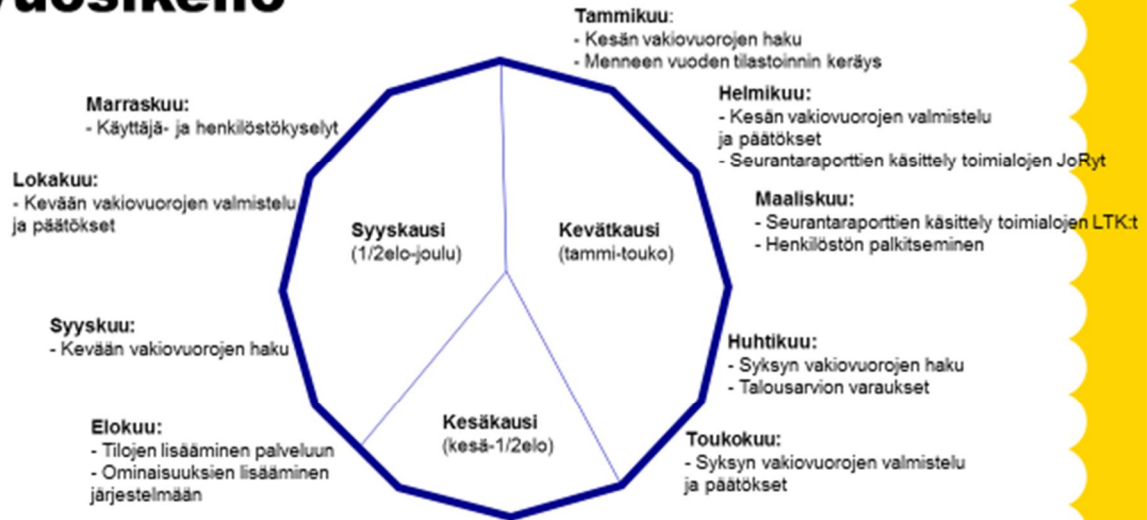 Tammikuu:
- Kesän vakiovuorojen haku
- Menneen vuoden tilastoinnin keräys
Helmikuu:
- Kesän vakiovuorojen valmistelu
ja päätökset
- Seurantaraporttien käsittely toimialojen JoRyt
Maaliskuu:
- Seurantaraporttien käsittely toimialojen LTK:t
- Henkilöstön palkitseminen
Huhtikuu:
- Syksyn vakiovuorojen haku
- Talousarvion varaukset
Toukokuu:
- Syksyn vakiovuorojen valmistelu
ja päätökset
Elokuu:
- Tilojen lisääminen palveluun
- Ominaisuuksien lisääminen
järjestelmään
Syyskuu:
- Kevään vakiovuorojen haku
Lokakuu:
- Kevään vakiovuorojen valmistelu
ja päätökset
Marraskuu:
- Käyttäjä- ja henkilöstökyselyt
Syyskausi
(1/2elo-joulu)
Kevätkausi
(tammi-touko)
Kesäkausi
(kesä-1/2elo)